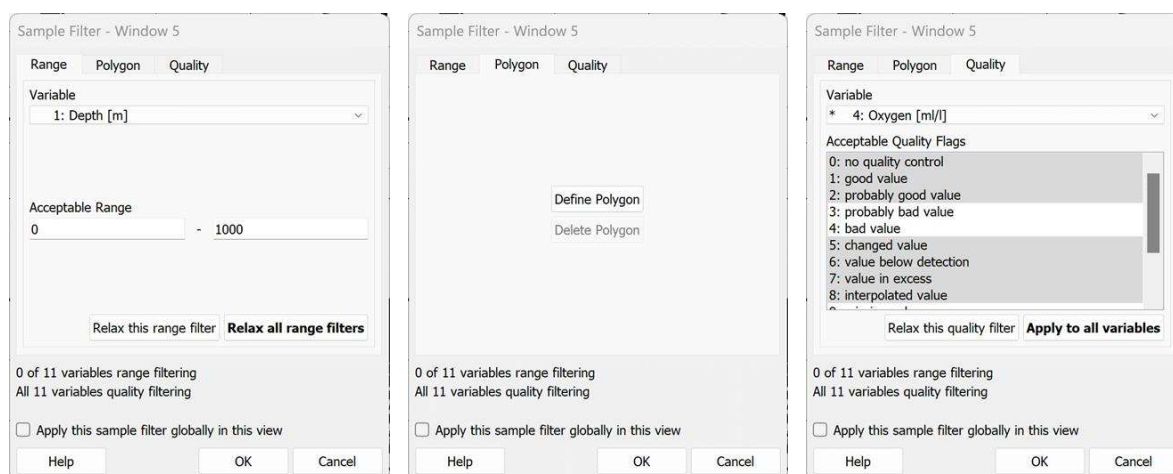 Sample Filter - Window 5
Range Polygon Quality
Variable
1: Depth [m]
Acceptable Range
0 - 1000
Relax this range filter Relax all range filters
0 of 11 variables range filtering
All 11 variables quality filtering
Apply this sample filter globally in this view
Help OK Cancel
Sample Filter - Window 5
Range Polygon Quality
Define Polygon
Delete Polygon
0 of 11 variables range filtering
All 11 variables quality filtering
Apply this sample filter globally in this view
Help OK Cancel
Sample Filter - Window 5
Range Polygon Quality
Variable
* 4: Oxygen [ml/l]
Acceptable Quality Flags
0: no quality control
1: good value
2: probably good value
3: probably bad value
4: bad value
5: changed value
6: value below detection
7: value in excess
8: interpolated value
Relax this quality filter Apply to all variables
0 of 11 variables range filtering
All 11 variables quality filtering
Apply this sample filter globally in this view
Help OK Cancel